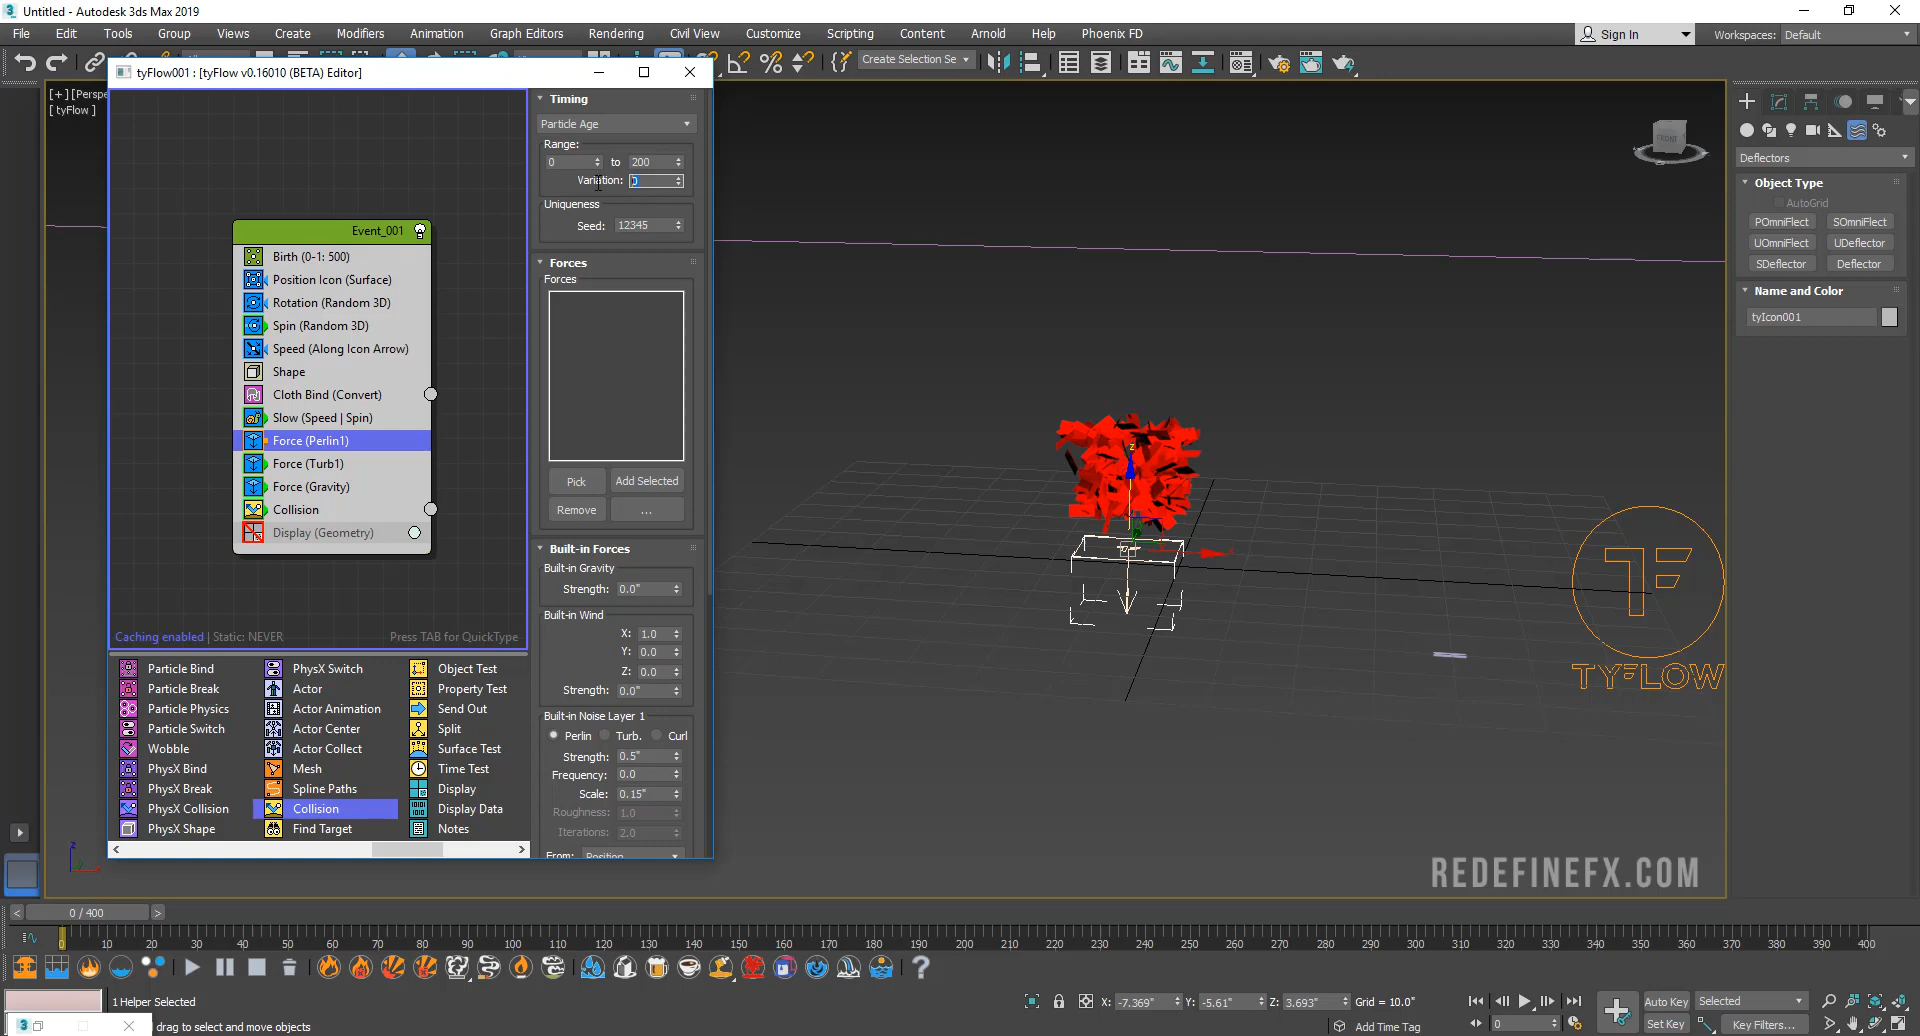 Untitled - Autodesk 3ds Max 2019
File Edit Tools Group Views Create Modifiers Animation Graph Editors Rendering Civil View Customize Scripting Content Arnold Help Phoenix FD
Sign In Workspaces: Default
Create Selection Se
tyFlow001 : [tyFlow v0.16010 (BETA) Editor]
[+] [Perspe
[ tyFlow ]
Timing
Particle Age
Range:
0 to 200
Variation: 0
Uniqueness
Seed: 12345
Forces
Forces
Pick Add Selected
Remove ...
Built-in Forces
Built-in Gravity
Strength: 0.0"
Built-in Wind
X: 1.0
Y: 0.0
Z: 0.0
Strength: 0.0"
Built-in Noise Layer 1
Perlin Turb. Curl
Strength: 0.5"
Frequency: 0.0
Scale: 0.15"
Roughness: 1.0
Iterations: 2.0
From: Position
Event_001
Birth (0-1: 500)
Position Icon (Surface)
Rotation (Random 3D)
Spin (Random 3D)
Speed (Along Icon Arrow)
Shape
Cloth Bind (Convert)
Slow (Speed | Spin)
Force (Perlin1)
Force (Turb1)
Force (Gravity)
Collision
Display (Geometry)
Caching enabled | Static: NEVER
Press TAB for QuickType
Particle Bind PhysX Switch Object Test
Particle Break Actor Property Test
Particle Physics Actor Animation Send Out
Particle Switch Actor Center Split
Wobble Actor Collect Surface Test
PhysX Bind Mesh Time Test
PhysX Break Spline Paths Display
PhysX Collision Collision Display Data
PhysX Shape Find Target Notes
FRONT
z
TF
TYFLOW
REDEFINEFX.COM
Deflectors
Object Type
AutoGrid
POmniFlect SOmniFlect
UOmniFlect UDeflector
SDeflector Deflector
Name and Color
tyIcon001
z
< 0 / 400 >
0 10 20 30 40 50 60 70 80 90 100 110 120 130 140 150 160 170 180 190 200 210 220 230 240 250 260 270 280 290 300 310 320 330 340 350 360 370 380 390 400
1 Helper Selected
drag to select and move objects
X: -7.369" Y: -5.61" Z: 3.693" Grid = 10.0"
Add Time Tag
0
Auto Key Selected
Set Key Key Filters...